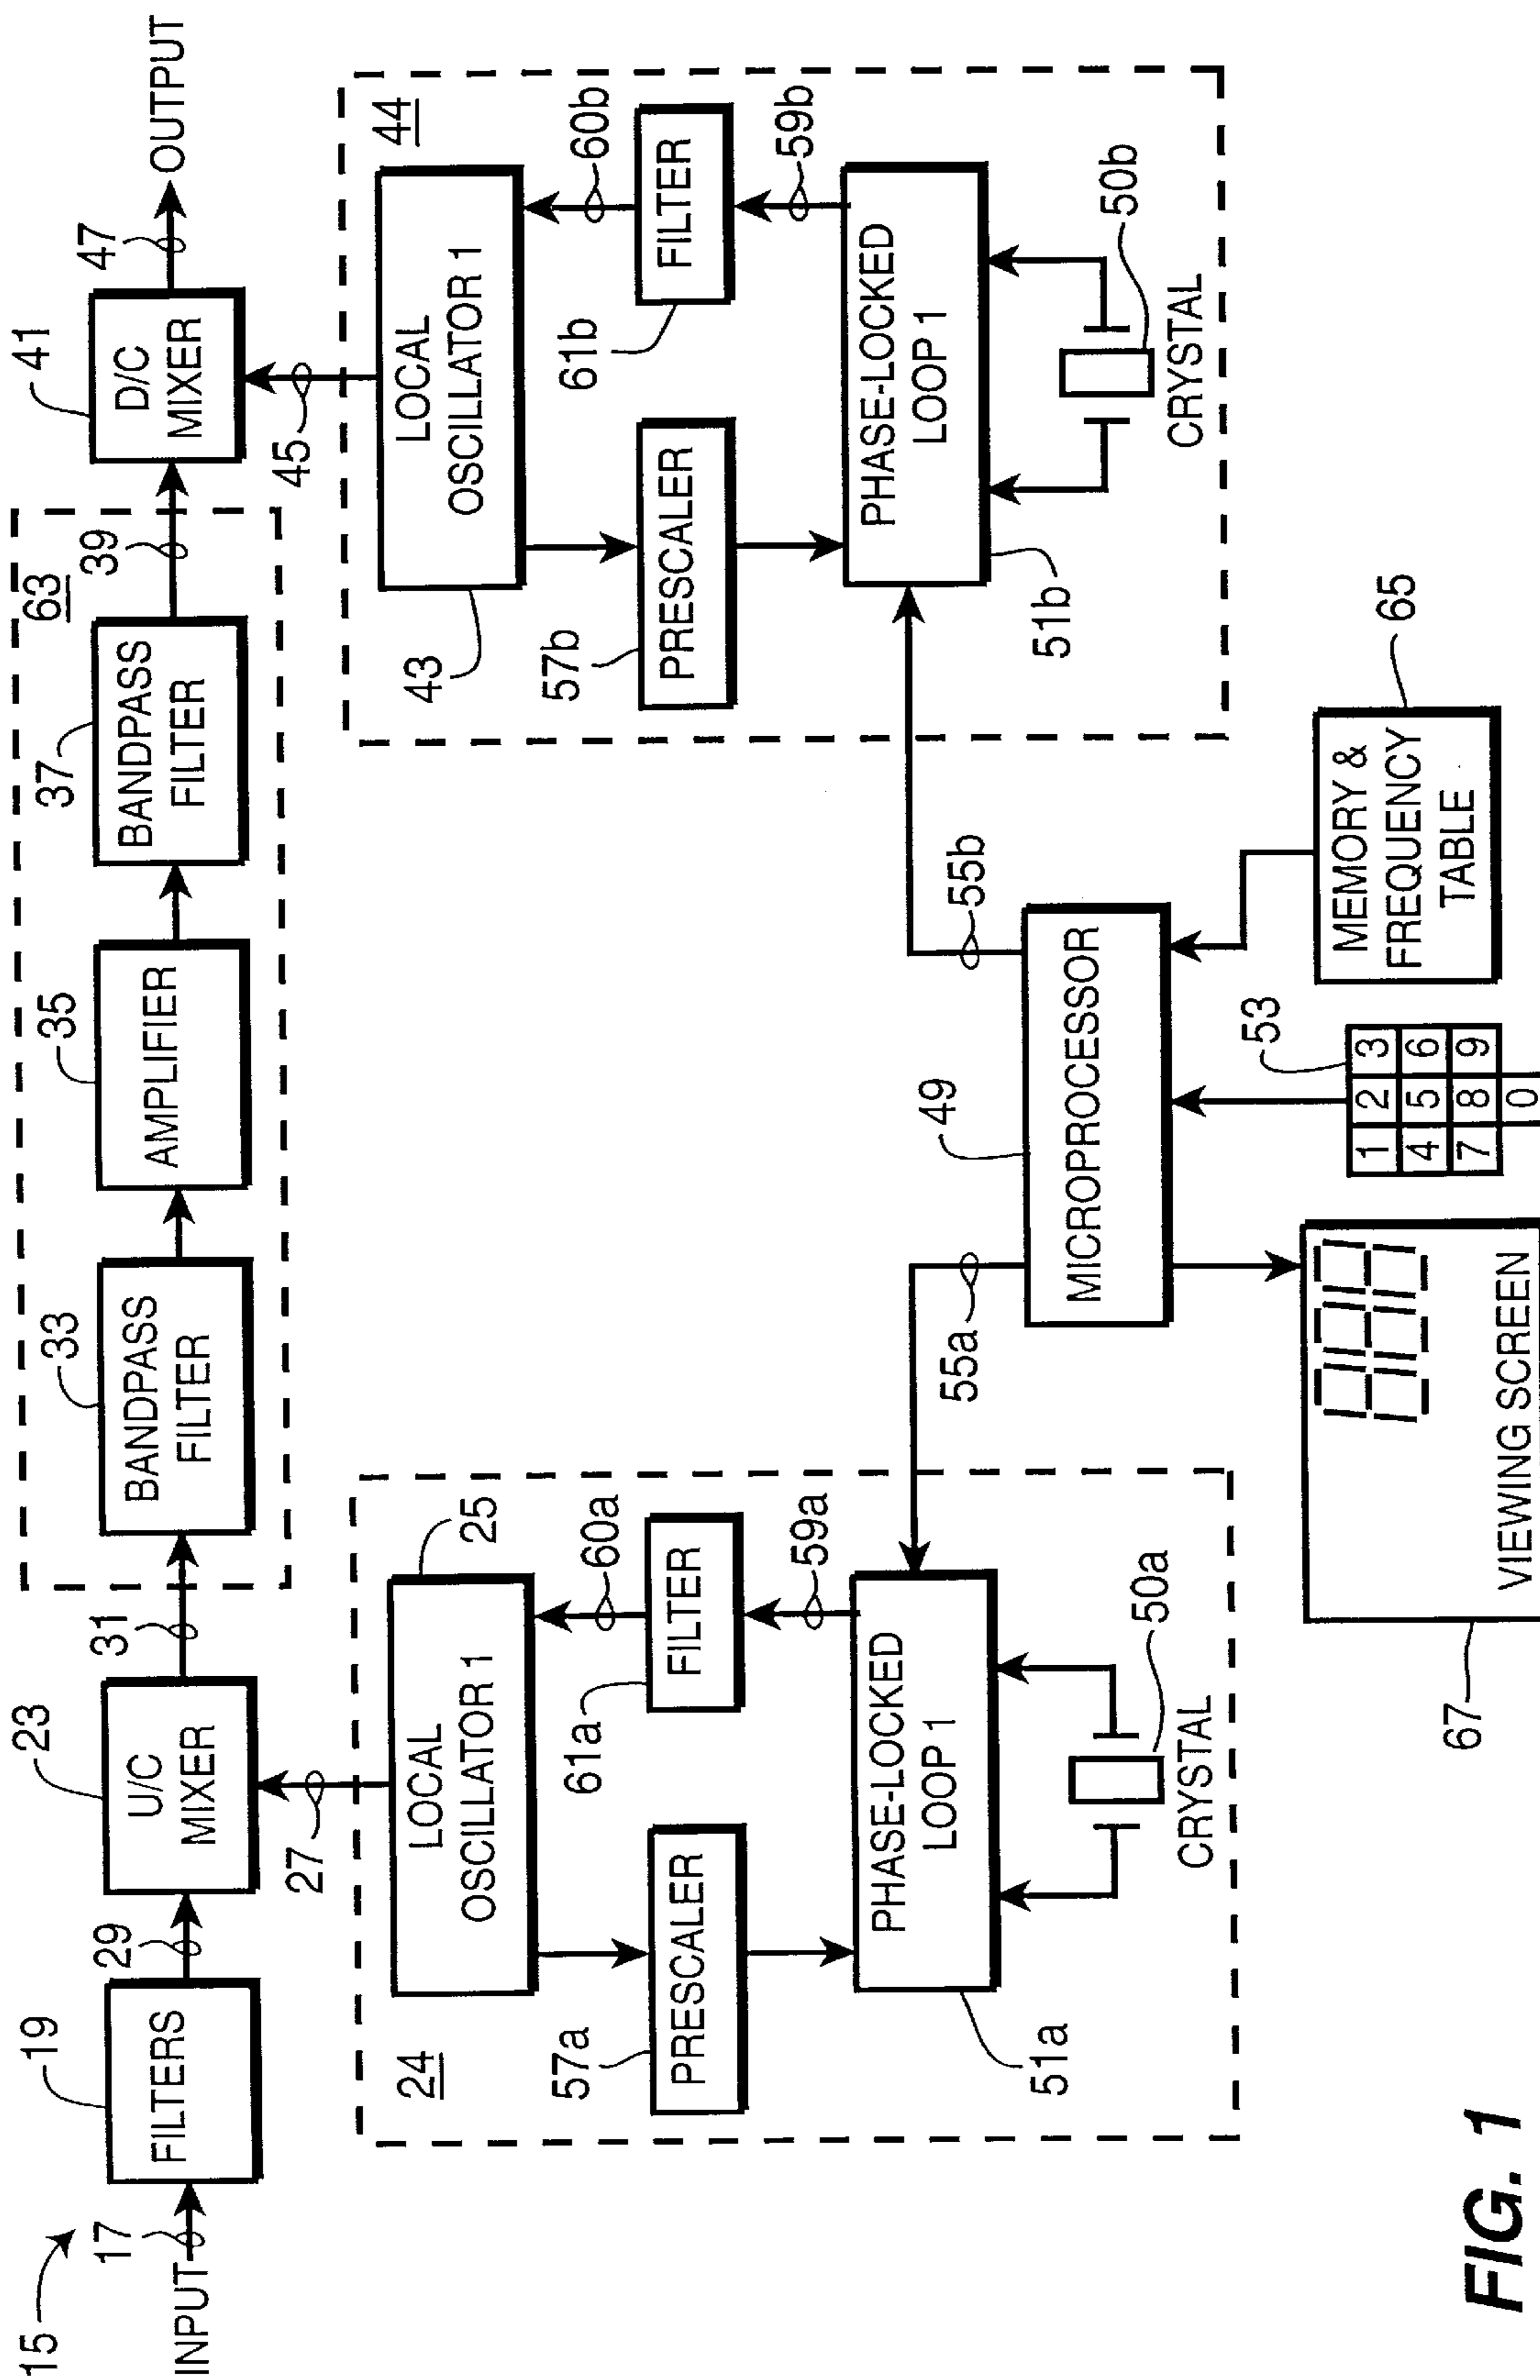 15
17
INPUT
19
FILTERS
29
23
U/C
MIXER
31
33
BANDPASS
FILTER
35
AMPLIFIER
37
BANDPASS
FILTER
63
39
41
D/C
MIXER
47
OUTPUT
27
24
LOCAL
OSCILLATOR 1
25
57a
PRESCALER
61a
FILTER
60a
59a
PHASE-LOCKED
LOOP 1
51a
50a
CRYSTAL
45
44
LOCAL
OSCILLATOR 1
43
57b
PRESCALER
61b
FILTER
60b
59b
PHASE-LOCKED
LOOP 1
51b
50b
CRYSTAL
55a
55b
49
MICROPROCESSOR
67
VIEWING SCREEN
53
1 2 3
4 5 6
7 8 9
0
65
MEMORY &
FREQUENCY
TABLE
FIG. 1